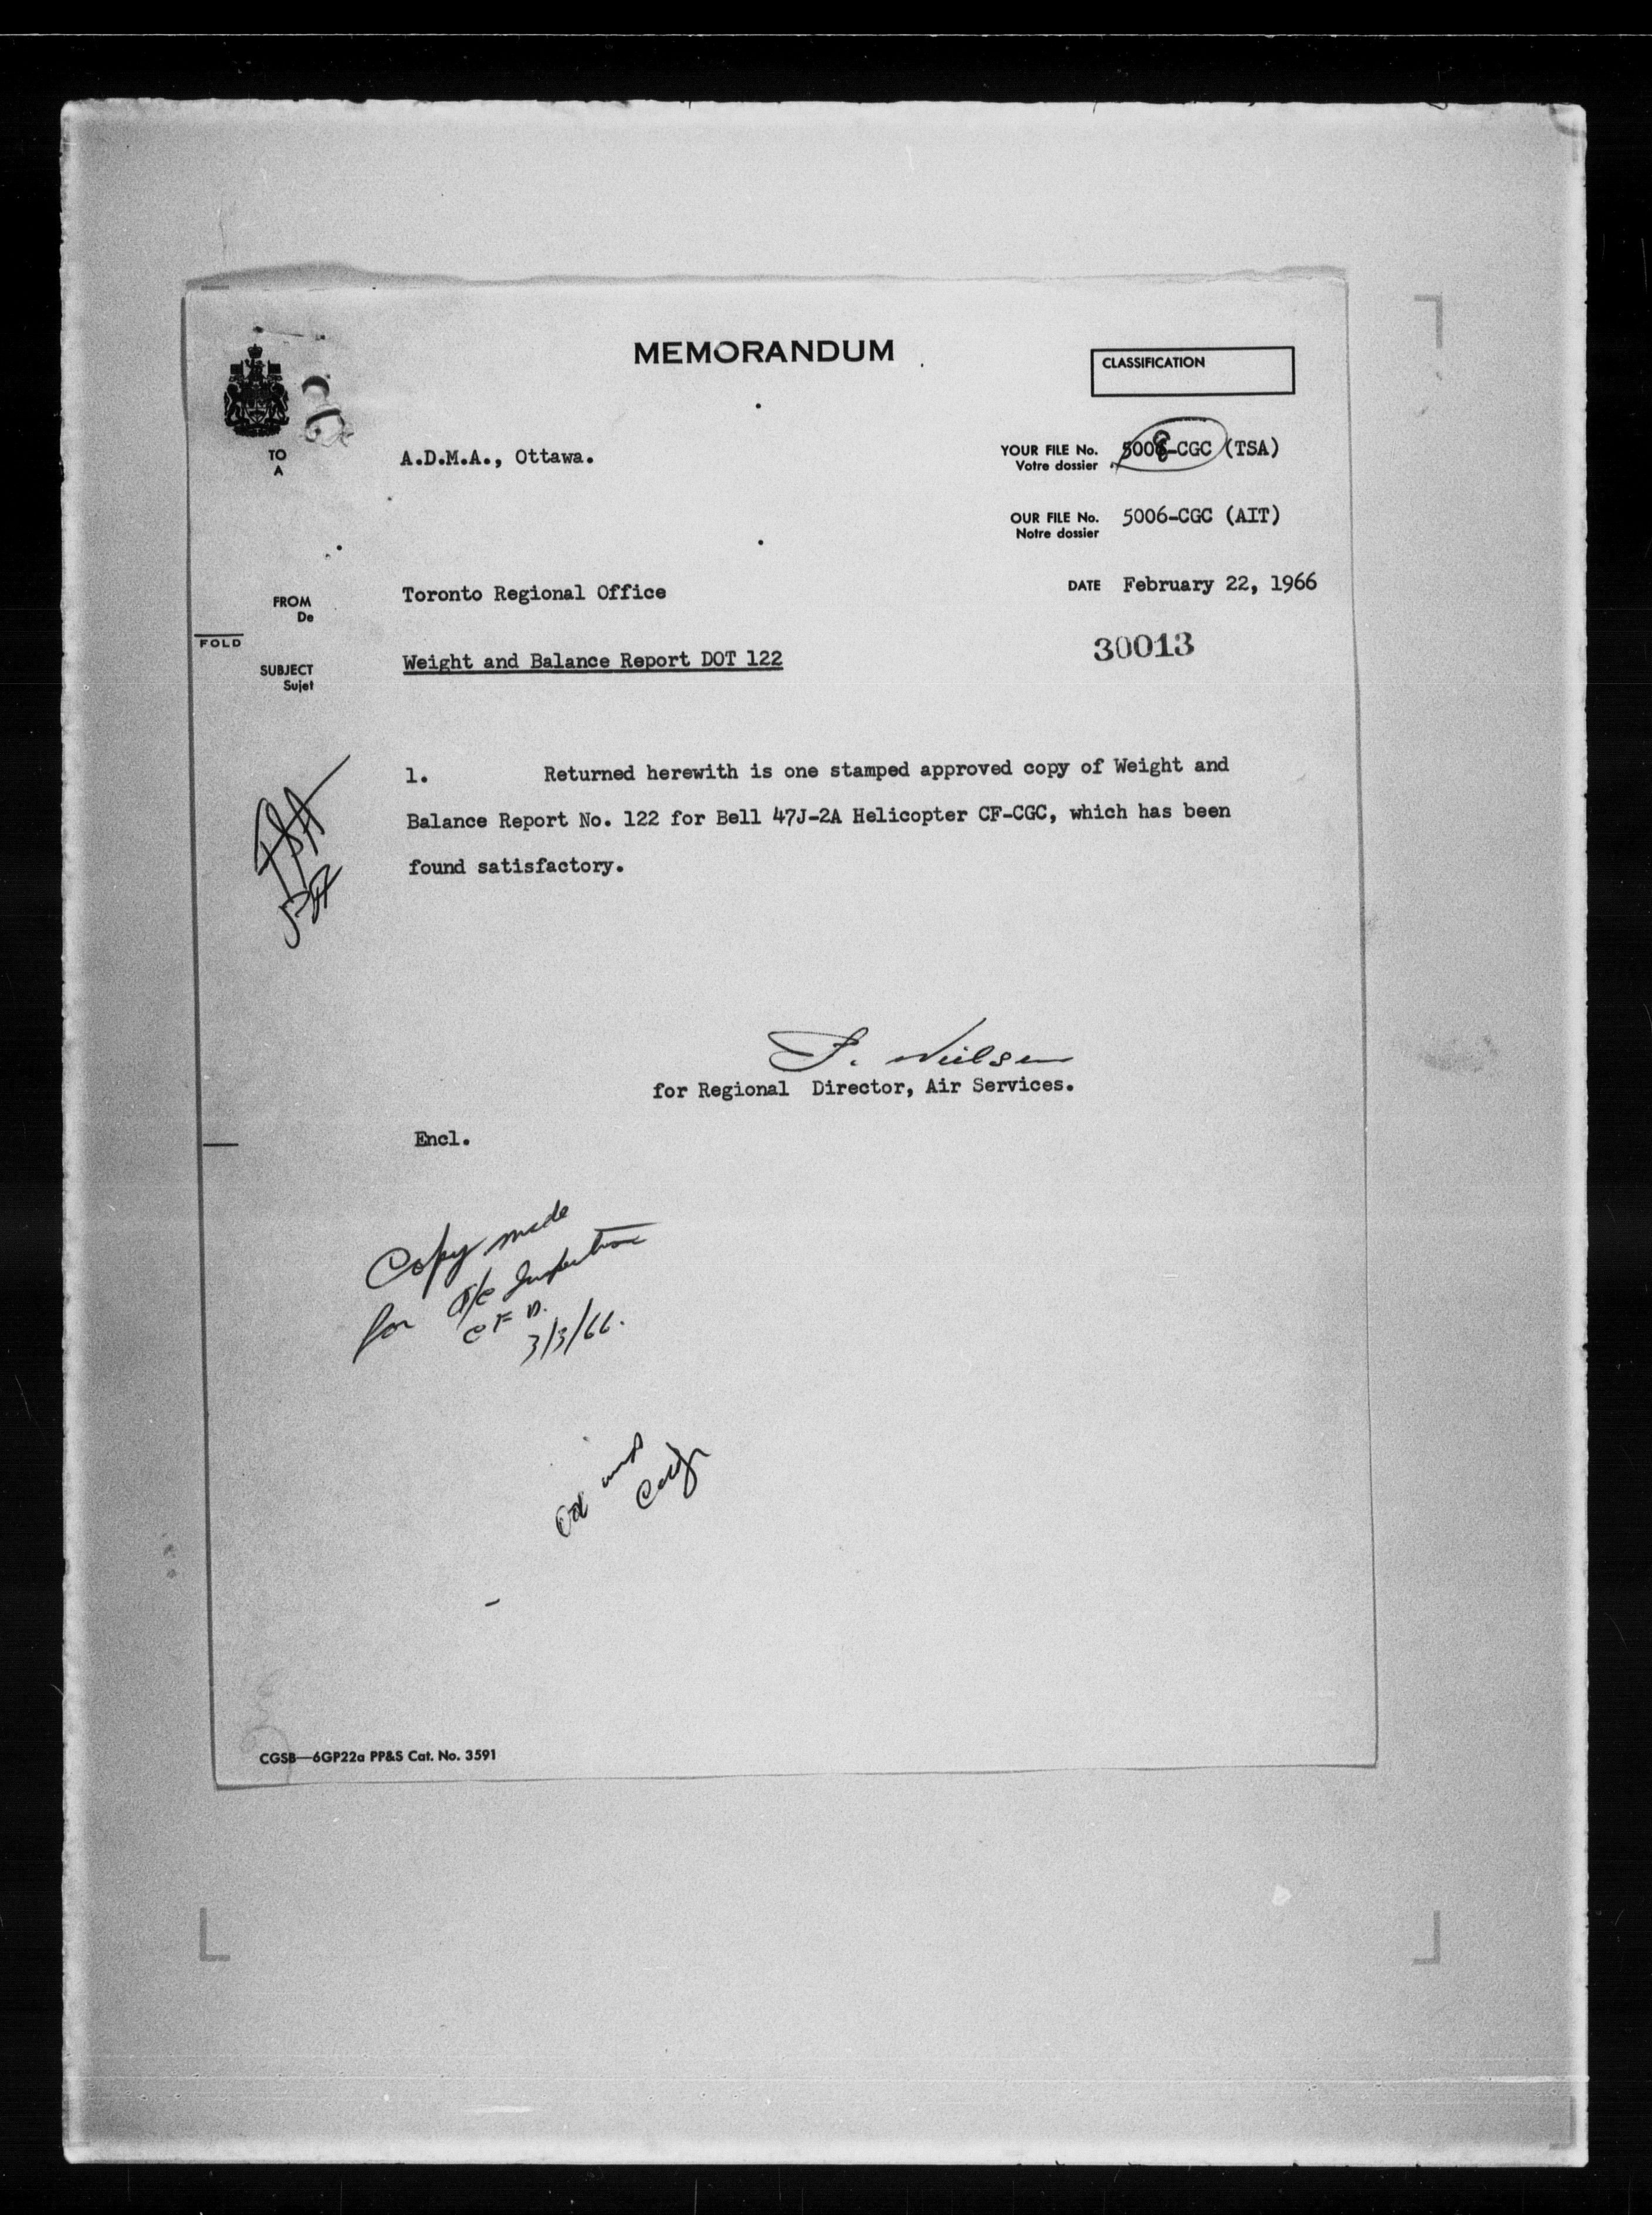 MEMORANDUM
CLASSIFICATION
TO
A
A.D.M.A., Ottawa.
YOUR FILE No. 5008-CGC (TSA)
Votre dossier
OUR FILE No. 5006-CGC (AIT)
Notre dossier
FROM
De
Toronto Regional Office
DATE February 22, 1966
FOLD
SUBJECT
Sujet
Weight and Balance Report DOT 122
30013
1. Returned herewith is one stamped approved copy of Weight and
Balance Report No. 122 for Bell 47J-2A Helicopter CF-CGC, which has been
found satisfactory.
TSA
J. Nielsen
for Regional Director, Air Services.
Encl.
Copy made
for
3/3/66.
CGSB—6GP22a PP&S Cat. No. 3591